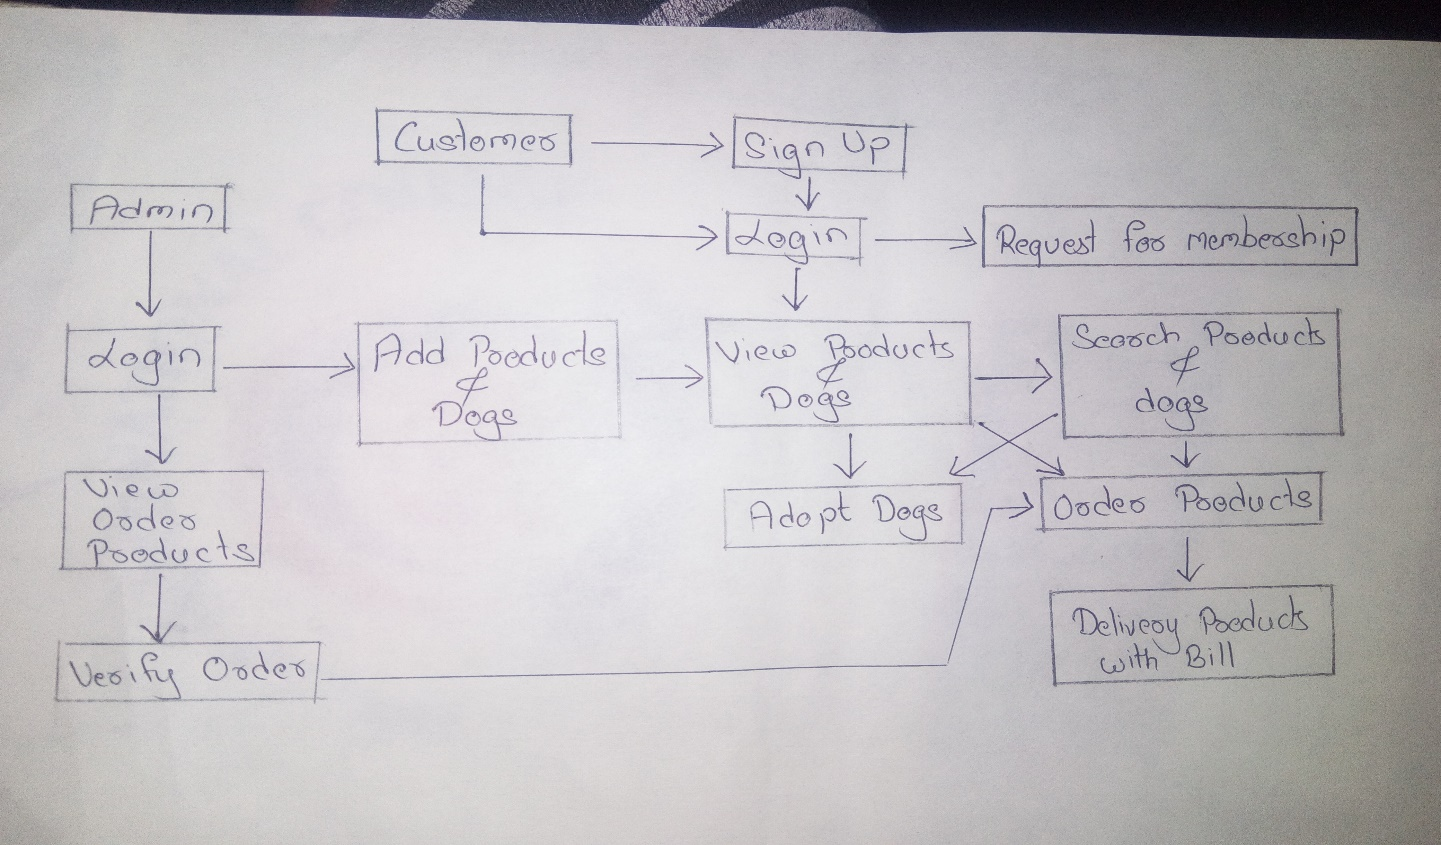 Customer
Sign Up
Admin
Login
Request for membership
Login
Add Products
&
Dogs
View Products
&
Dogs
Search Products
&
dogs
View
Order
Products
Adopt Dogs
Order Products
Verify Order
Delivery Products
with Bill